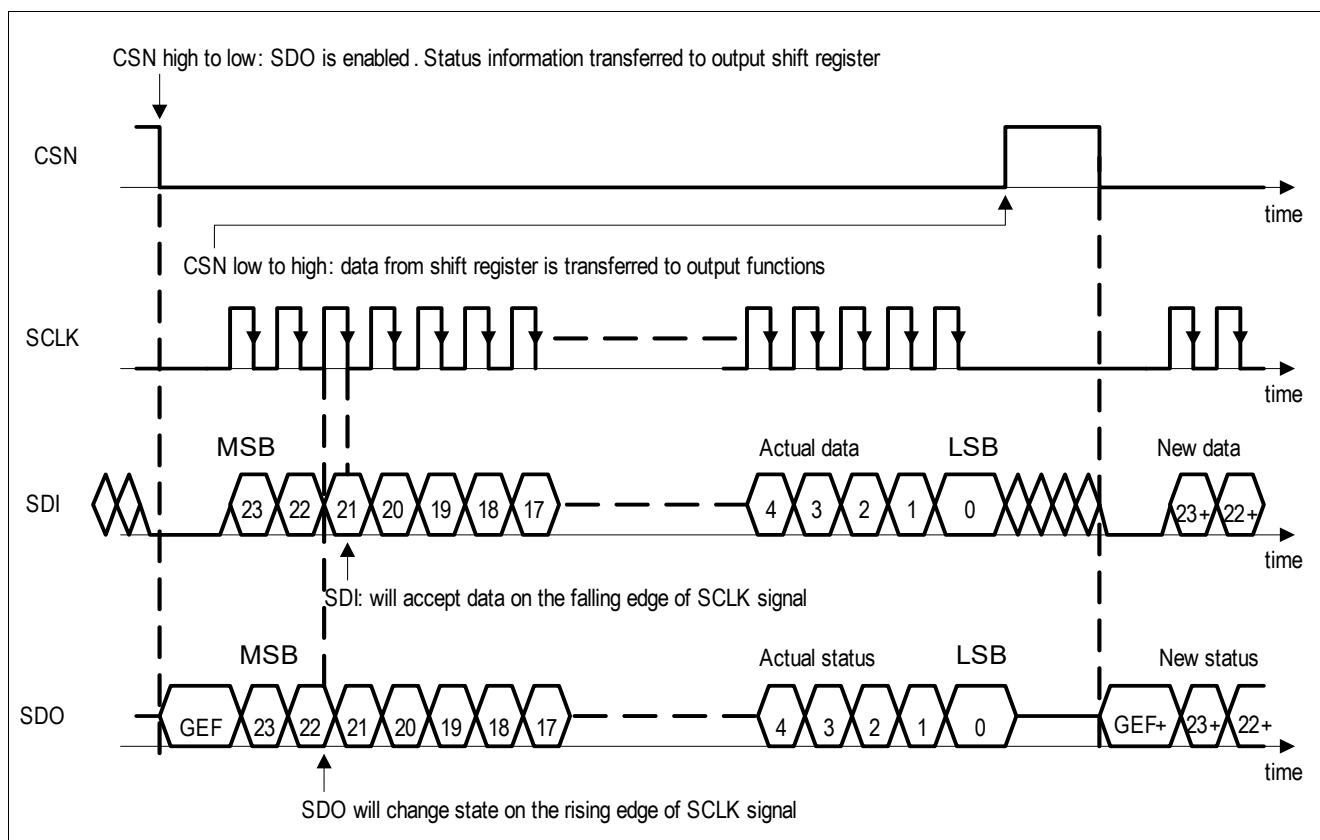 CSN high to low: SDO is enabled. Status information transferred to output shift register
CSN
time
CSN low to high: data from shift register is transferred to output functions
SCLK
time
MSB Actual data LSB New data
SDI 23 22 21 20 19 18 17 4 3 2 1 0 23+ 22+
time
SDI: will accept data on the falling edge of SCLK signal
MSB Actual status LSB New status
SDO GEF 23 22 21 20 19 18 17 4 3 2 1 0 GEF+ 23+ 22+
time
SDO will change state on the rising edge of SCLK signal